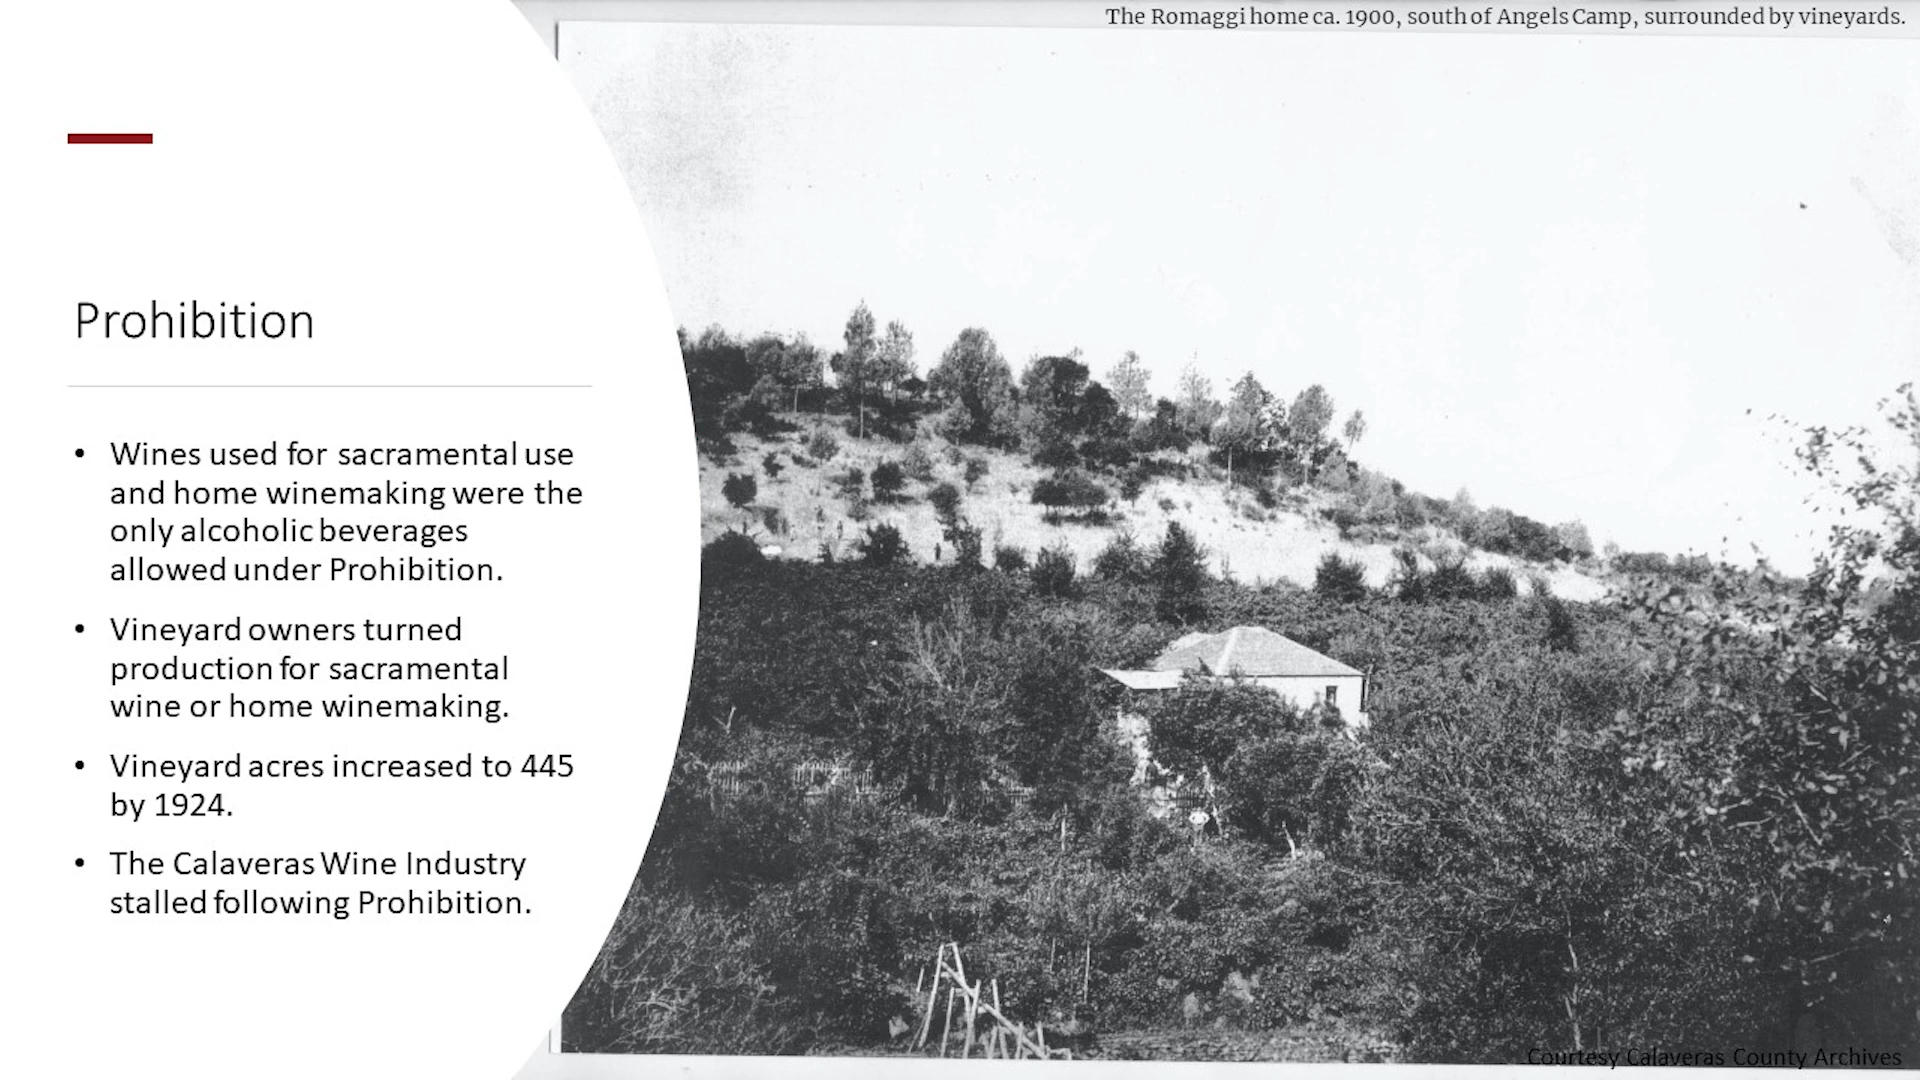 The Romaggi home ca. 1900, south of Angels Camp, surrounded by vineyards.
Prohibition
• Wines used for sacramental use
and home winemaking were the
only alcoholic beverages
allowed under Prohibition.
• Vineyard owners turned
production for sacramental
wine or home winemaking.
• Vineyard acres increased to 445
by 1924.
• The Calaveras Wine Industry
stalled following Prohibition.
Courtesy Calaveras County Archives